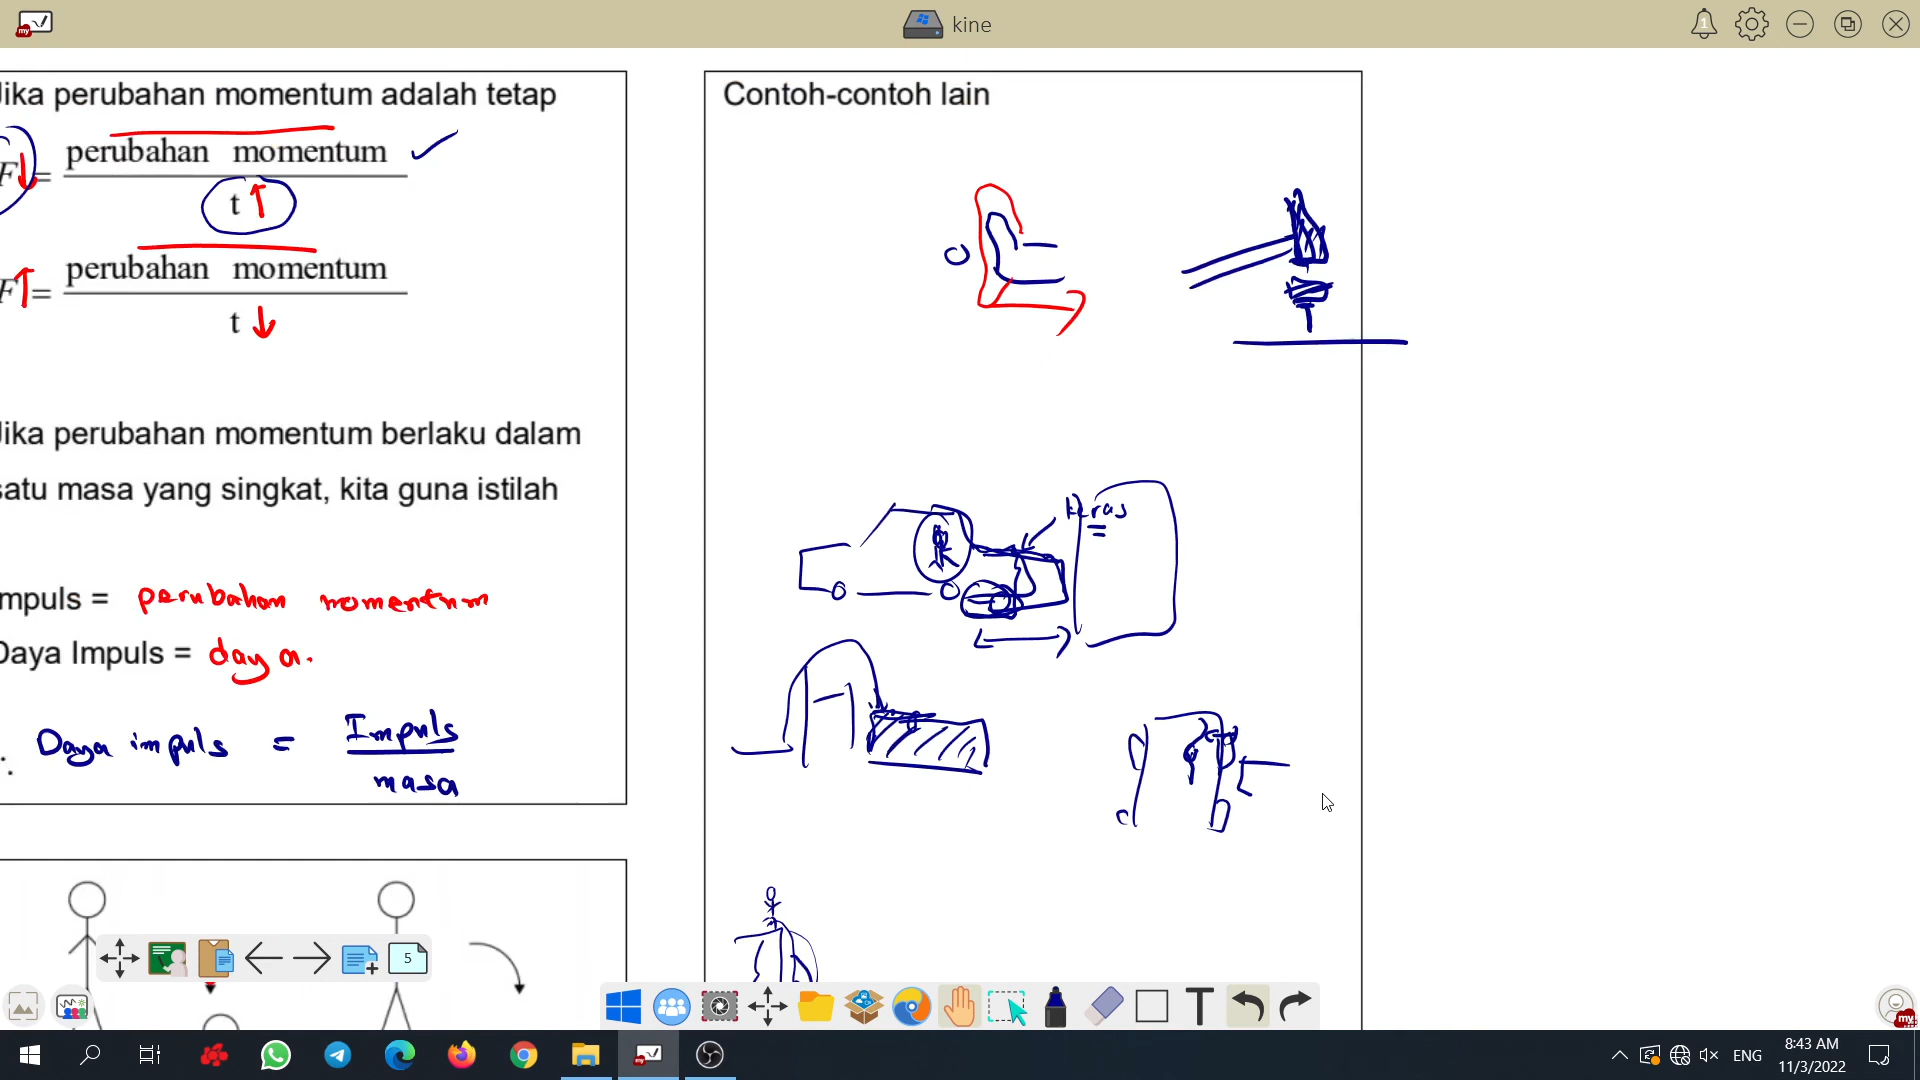 kine
Jika perubahan momentum adalah tetap
F = perubahan momentum
t
F = perubahan momentum
t
Jika perubahan momentum berlaku dalam
satu masa yang singkat, kita guna istilah
mpuls = perubahan momentum
Daya Impuls = daya.
∴ Daya impuls = Impuls
masa
Contoh-contoh lain
keras
5
T
ENG
8:43 AM
11/3/2022